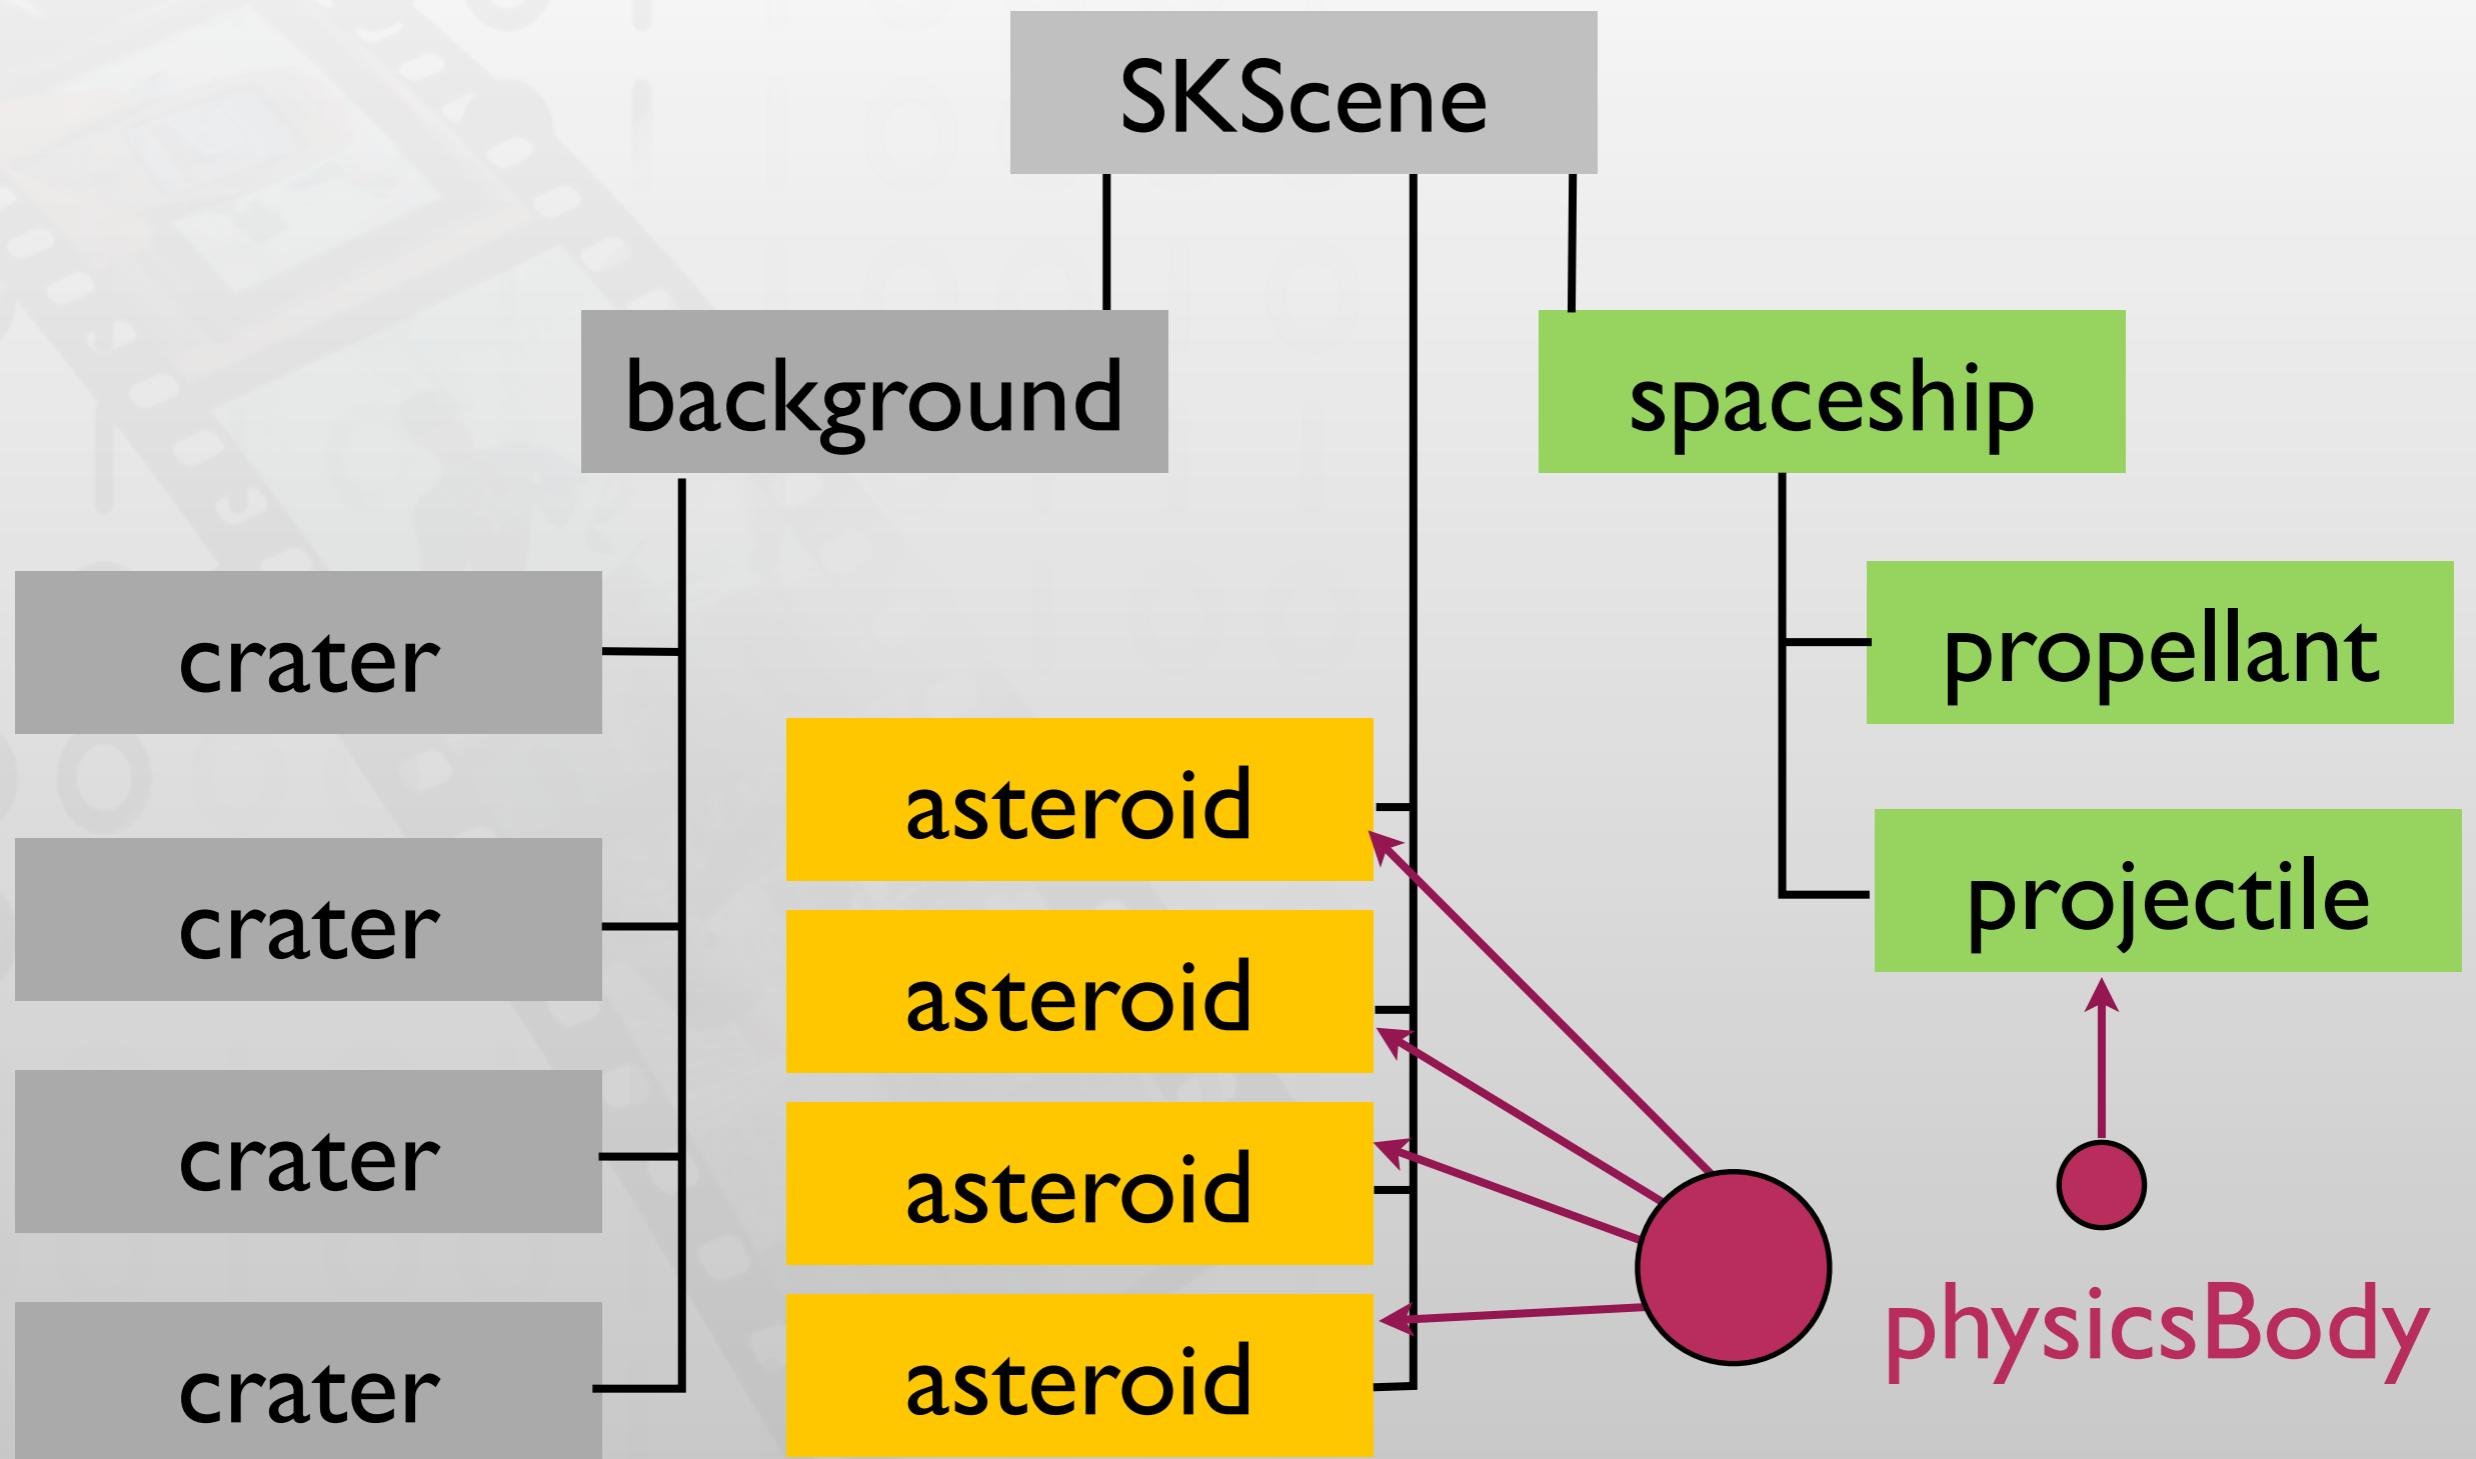 SKScene
background
spaceship
crater
propellant
asteroid
crater
projectile
asteroid
crater
asteroid
physicsBody
crater
asteroid